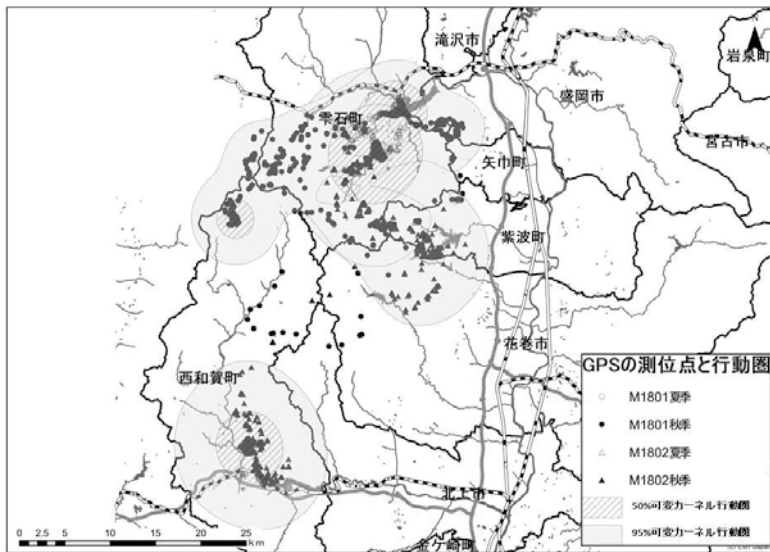 滝沢市
岩泉町
盛岡市
雫石町
宮古市
矢巾町
紫波町
花巻市
西和賀町
北上市
金ケ崎町
GPSの測位点と行動圏
M1801夏季
M1801秋季
M1802夏季
M1802秋季
50%可変カーネル行動圏
95%可変カーネル行動圏
0 2.5 5 10 15 20 25
km